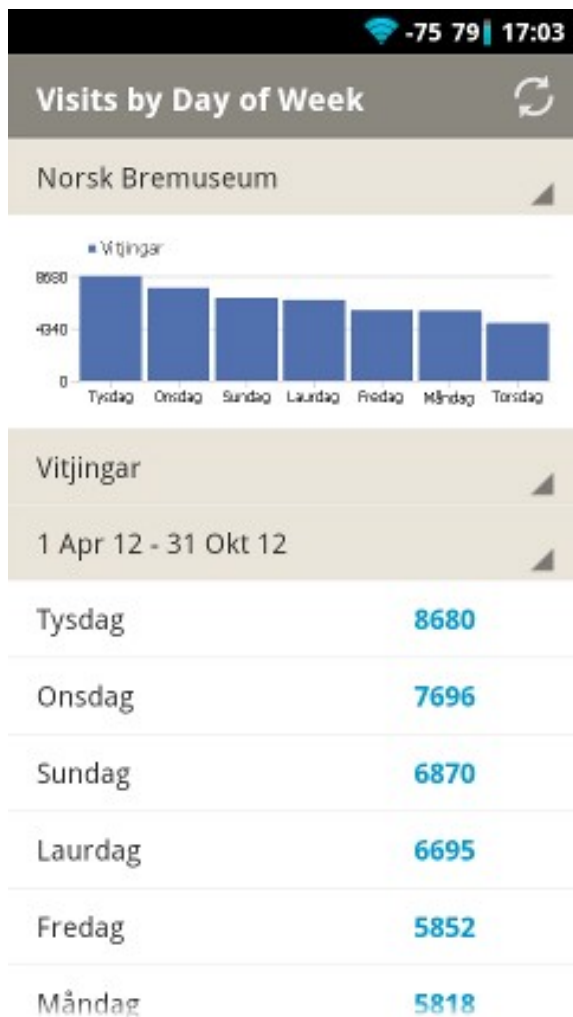 -75 79 17:03
Visits by Day of Week
Norsk Bremuseum
Vitjingar
8680
4340
0
Tysdag Onsdag Sundag Laurdag Fredag Måndag Torsdag
Vitjingar
1 Apr 12 - 31 Okt 12
Tysdag 8680
Onsdag 7696
Sundag 6870
Laurdag 6695
Fredag 5852
Måndag 5818